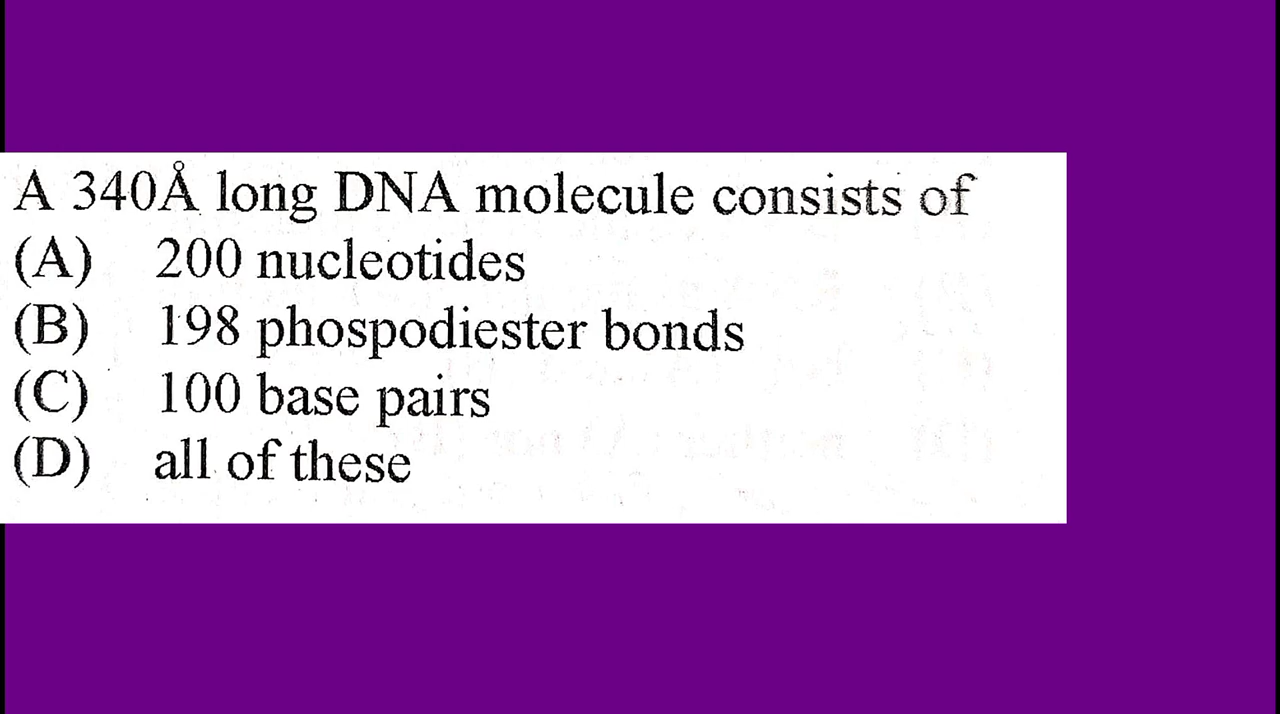 A 340Å long DNA molecule consists of
(A) 200 nucleotides
(B) 198 phospodiester bonds
(C) 100 base pairs
(D) all of these